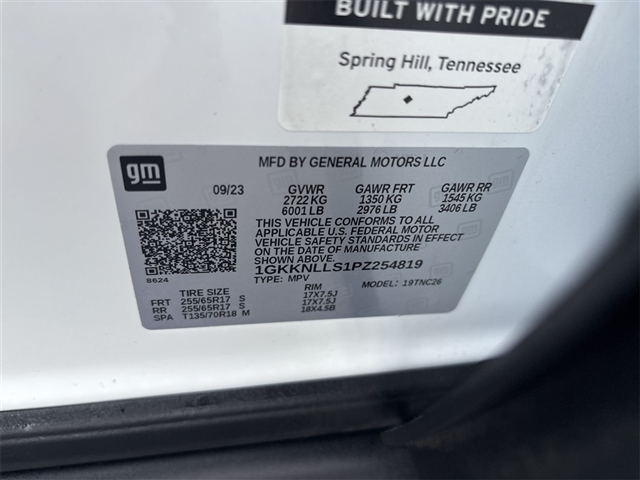 BUILT WITH PRIDE
Spring Hill, Tennessee
gm
MFD BY GENERAL MOTORS LLC
09/23 GVWR GAWR FRT GAWR RR
2722 KG 1350 KG 1545 KG
6001 LB 2976 LB 3406 LB
THIS VEHICLE CONFORMS TO ALL
APPLICABLE U.S. FEDERAL MOTOR
VEHICLE SAFETY STANDARDS IN EFFECT
ON THE DATE OF MANUFACTURE
SHOWN ABOVE.
1GKKNLLS1PZ254819
8624
TYPE: MPV MODEL: 19TNC26
TIRE SIZE RIM
FRT 255/65R17 S 17X7.5J
RR 255/65R17 S 17X7.5J
SPA T135/70R18 M 18X4.5B